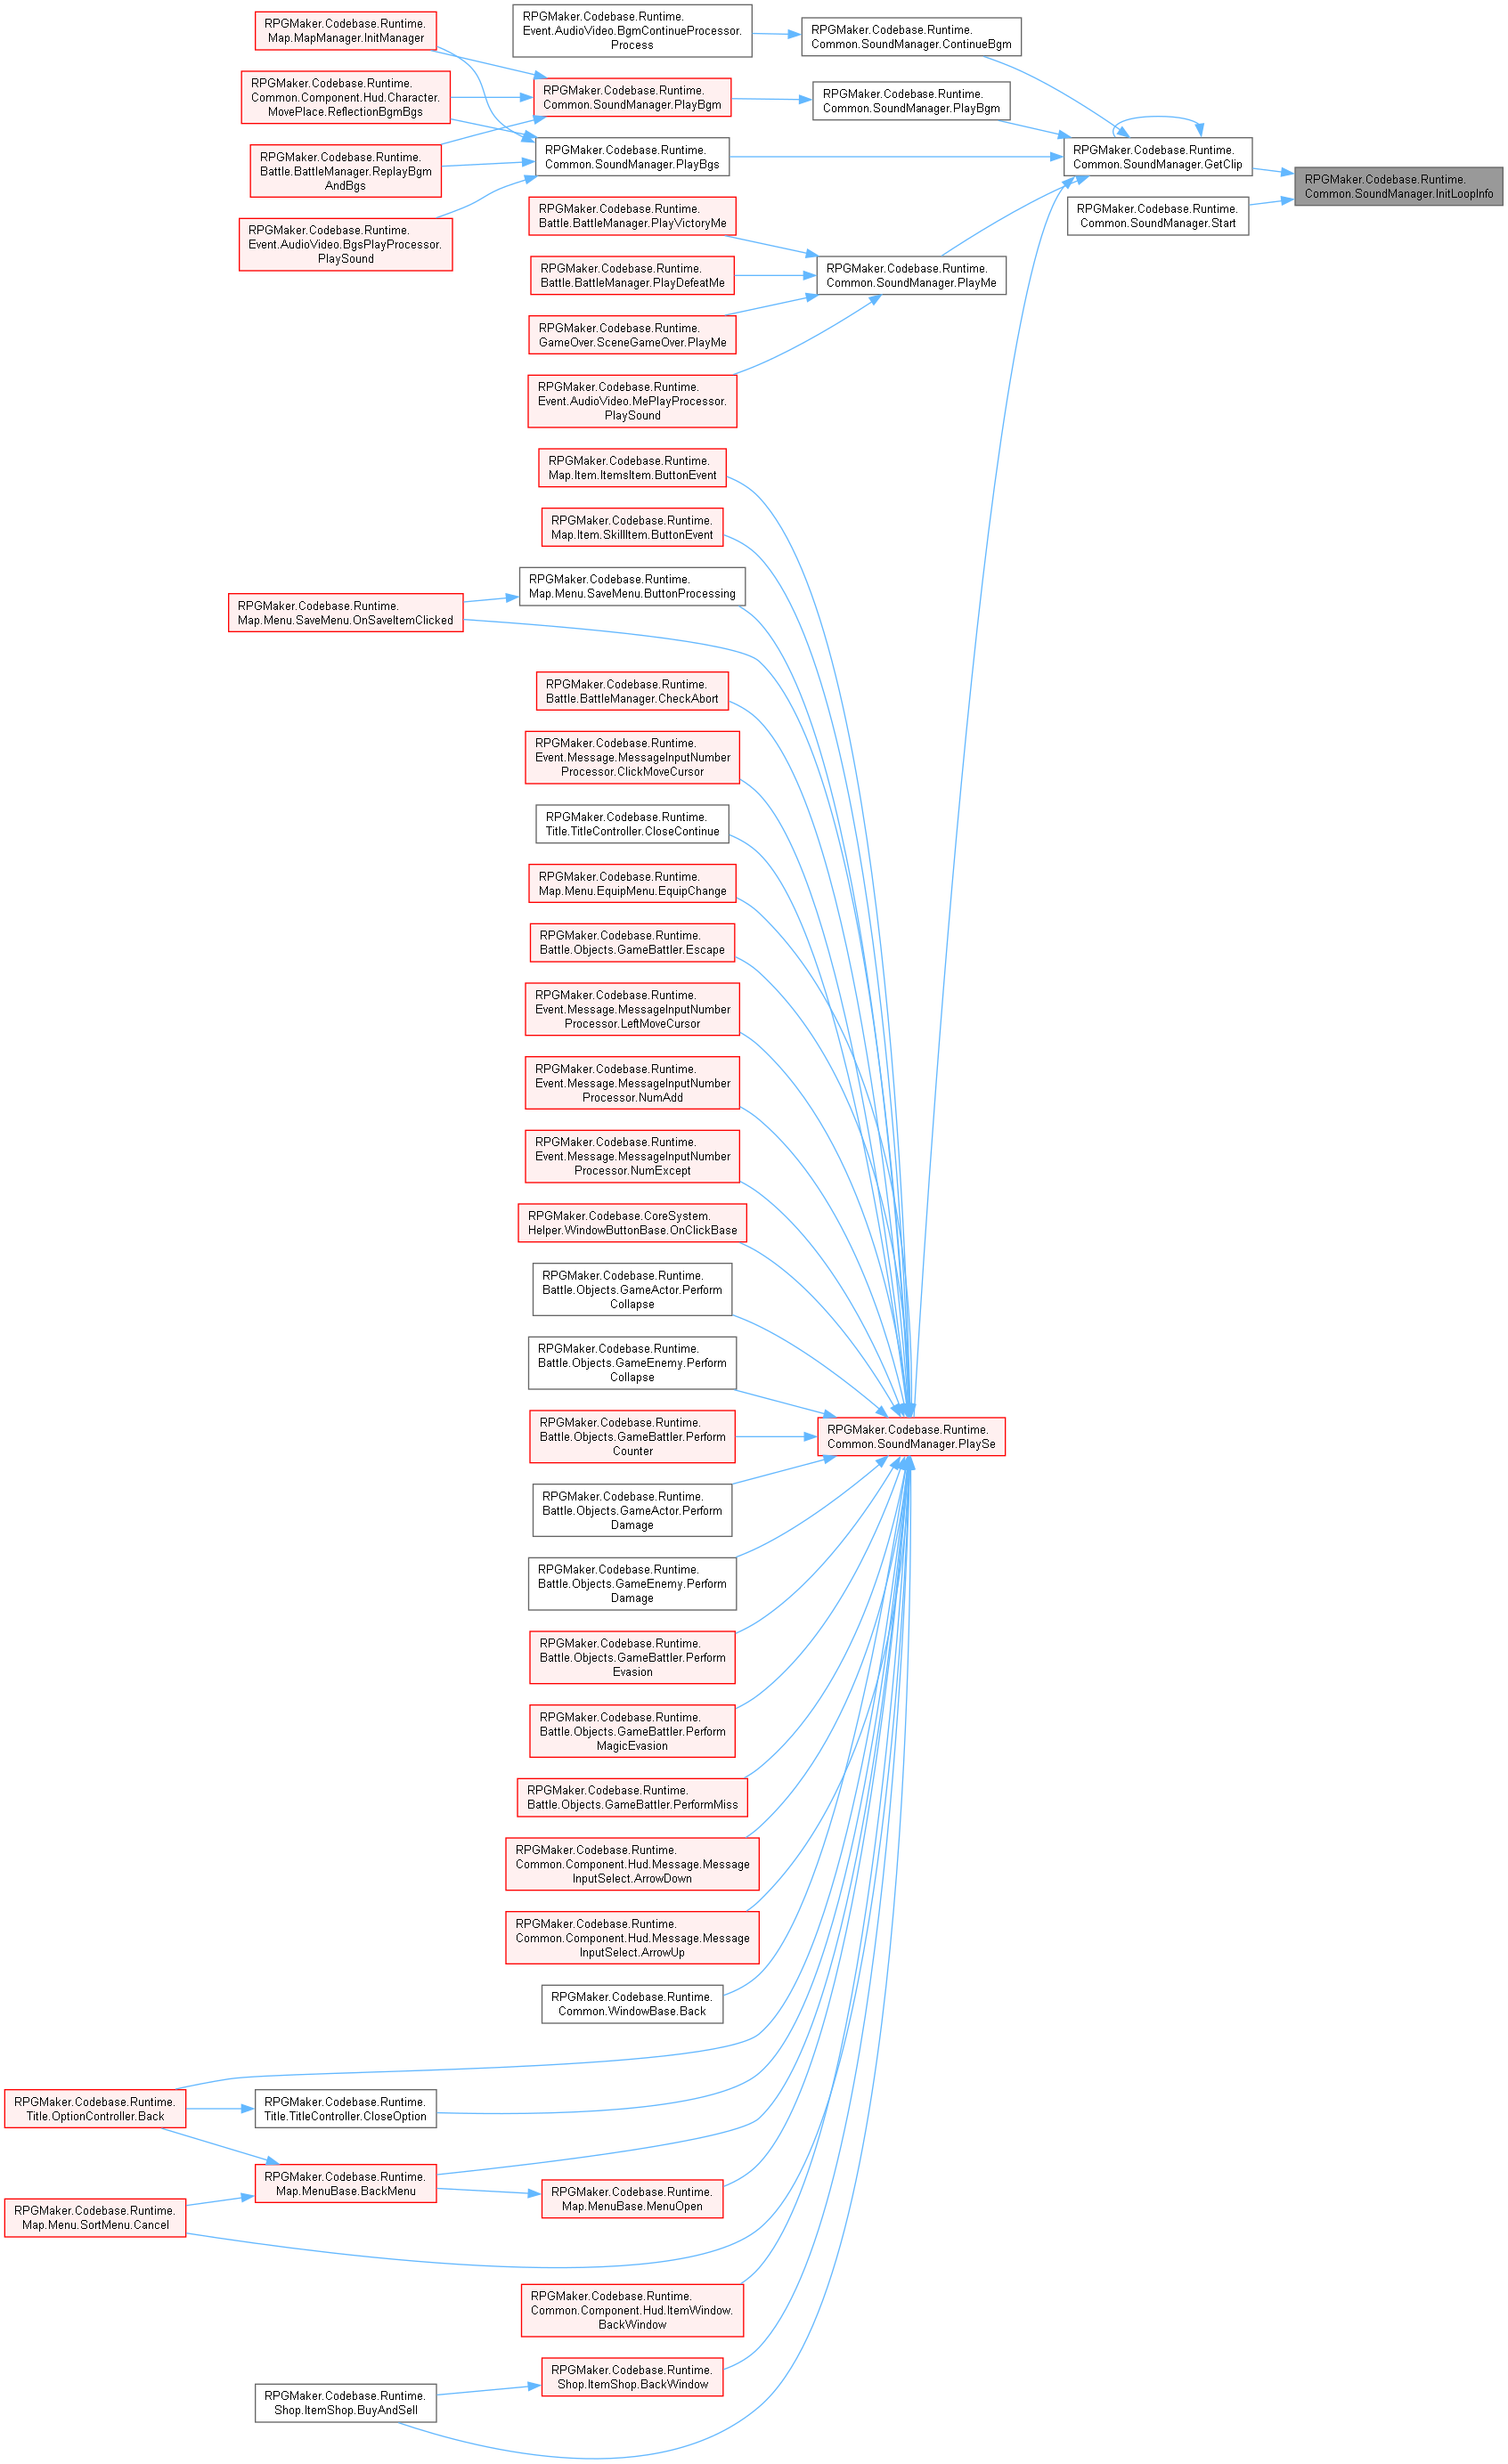 RPGMaker.Codebase.Runtime.
Map.MapManager.InitManager
RPGMaker.Codebase.Runtime.
Common.Component.Hud.Character.
MovePlace.ReflectionBgmBgs
RPGMaker.Codebase.Runtime.
Battle.BattleManager.ReplayBgm
AndBgs
RPGMaker.Codebase.Runtime.
Event.AudioVideo.BgsPlayProcessor.
PlaySound
RPGMaker.Codebase.Runtime.
Event.AudioVideo.BgmContinueProcessor.
Process
RPGMaker.Codebase.Runtime.
Common.SoundManager.PlayBgm
RPGMaker.Codebase.Runtime.
Common.SoundManager.PlayBgs
RPGMaker.Codebase.Runtime.
Common.SoundManager.ContinueBgm
RPGMaker.Codebase.Runtime.
Common.SoundManager.PlayBgm
RPGMaker.Codebase.Runtime.
Common.SoundManager.GetClip
RPGMaker.Codebase.Runtime.
Common.SoundManager.InitLoopInfo
RPGMaker.Codebase.Runtime.
Common.SoundManager.Start
RPGMaker.Codebase.Runtime.
Battle.BattleManager.PlayVictoryMe
RPGMaker.Codebase.Runtime.
Battle.BattleManager.PlayDefeatMe
RPGMaker.Codebase.Runtime.
Common.SoundManager.PlayMe
RPGMaker.Codebase.Runtime.
GameOver.SceneGameOver.PlayMe
RPGMaker.Codebase.Runtime.
Event.AudioVideo.MePlayProcessor.
PlaySound
RPGMaker.Codebase.Runtime.
Map.Item.ItemsItem.ButtonEvent
RPGMaker.Codebase.Runtime.
Map.Item.SkillItem.ButtonEvent
RPGMaker.Codebase.Runtime.
Map.Menu.SaveMenu.ButtonProcessing
RPGMaker.Codebase.Runtime.
Map.Menu.SaveMenu.OnSaveItemClicked
RPGMaker.Codebase.Runtime.
Battle.BattleManager.CheckAbort
RPGMaker.Codebase.Runtime.
Event.Message.MessageInputNumber
Processor.ClickMoveCursor
RPGMaker.Codebase.Runtime.
Title.TitleController.CloseContinue
RPGMaker.Codebase.Runtime.
Map.Menu.EquipMenu.EquipChange
RPGMaker.Codebase.Runtime.
Battle.Objects.GameBattler.Escape
RPGMaker.Codebase.Runtime.
Event.Message.MessageInputNumber
Processor.LeftMoveCursor
RPGMaker.Codebase.Runtime.
Event.Message.MessageInputNumber
Processor.NumAdd
RPGMaker.Codebase.Runtime.
Event.Message.MessageInputNumber
Processor.NumExcept
RPGMaker.Codebase.CoreSystem.
Helper.WindowButtonBase.OnClickBase
RPGMaker.Codebase.Runtime.
Battle.Objects.GameActor.Perform
Collapse
RPGMaker.Codebase.Runtime.
Battle.Objects.GameEnemy.Perform
Collapse
RPGMaker.Codebase.Runtime.
Battle.Objects.GameBattler.Perform
Counter
RPGMaker.Codebase.Runtime.
Common.SoundManager.PlaySe
RPGMaker.Codebase.Runtime.
Battle.Objects.GameActor.Perform
Damage
RPGMaker.Codebase.Runtime.
Battle.Objects.GameEnemy.Perform
Damage
RPGMaker.Codebase.Runtime.
Battle.Objects.GameBattler.Perform
Evasion
RPGMaker.Codebase.Runtime.
Battle.Objects.GameBattler.Perform
MagicEvasion
RPGMaker.Codebase.Runtime.
Battle.Objects.GameBattler.PerformMiss
RPGMaker.Codebase.Runtime.
Common.Component.Hud.Message.Message
InputSelect.ArrowDown
RPGMaker.Codebase.Runtime.
Common.Component.Hud.Message.Message
InputSelect.ArrowUp
RPGMaker.Codebase.Runtime.
Common.WindowBase.Back
RPGMaker.Codebase.Runtime.
Title.OptionController.Back
RPGMaker.Codebase.Runtime.
Title.TitleController.CloseOption
RPGMaker.Codebase.Runtime.
Map.MenuBase.BackMenu
RPGMaker.Codebase.Runtime.
Map.MenuBase.MenuOpen
RPGMaker.Codebase.Runtime.
Map.Menu.SortMenu.Cancel
RPGMaker.Codebase.Runtime.
Common.Component.Hud.ItemWindow.
BackWindow
RPGMaker.Codebase.Runtime.
Shop.ItemShop.BackWindow
RPGMaker.Codebase.Runtime.
Shop.ItemShop.BuyAndSell